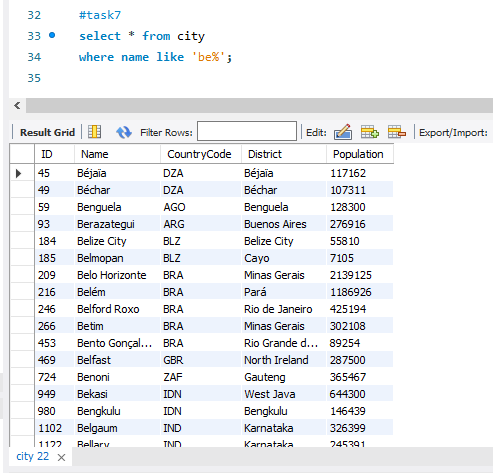 32 #task7
33 select * from city
34 where name like 'be%';
35
Result Grid Filter Rows: Edit: Export/Import:
ID Name CountryCode District Population
45 Béjaïa DZA Béjaïa 117162
49 Béchar DZA Béchar 107311
59 Benguela AGO Benguela 128300
93 Berazategui ARG Buenos Aires 276916
184 Belize City BLZ Belize City 55810
185 Belmopan BLZ Cayo 7105
209 Belo Horizonte BRA Minas Gerais 2139125
216 Belém BRA Pará 1186926
246 Belford Roxo BRA Rio de Janeiro 425194
266 Betim BRA Minas Gerais 302108
453 Bento Gonçal... BRA Rio Grande d... 89254
469 Belfast GBR North Ireland 287500
724 Benoni ZAF Gauteng 365467
949 Bekasi IDN West Java 644300
980 Bengkulu IDN Bengkulu 146439
1102 Belgaum IND Karnataka 326399
1122 Bellary IND Karnataka 245391
city 22